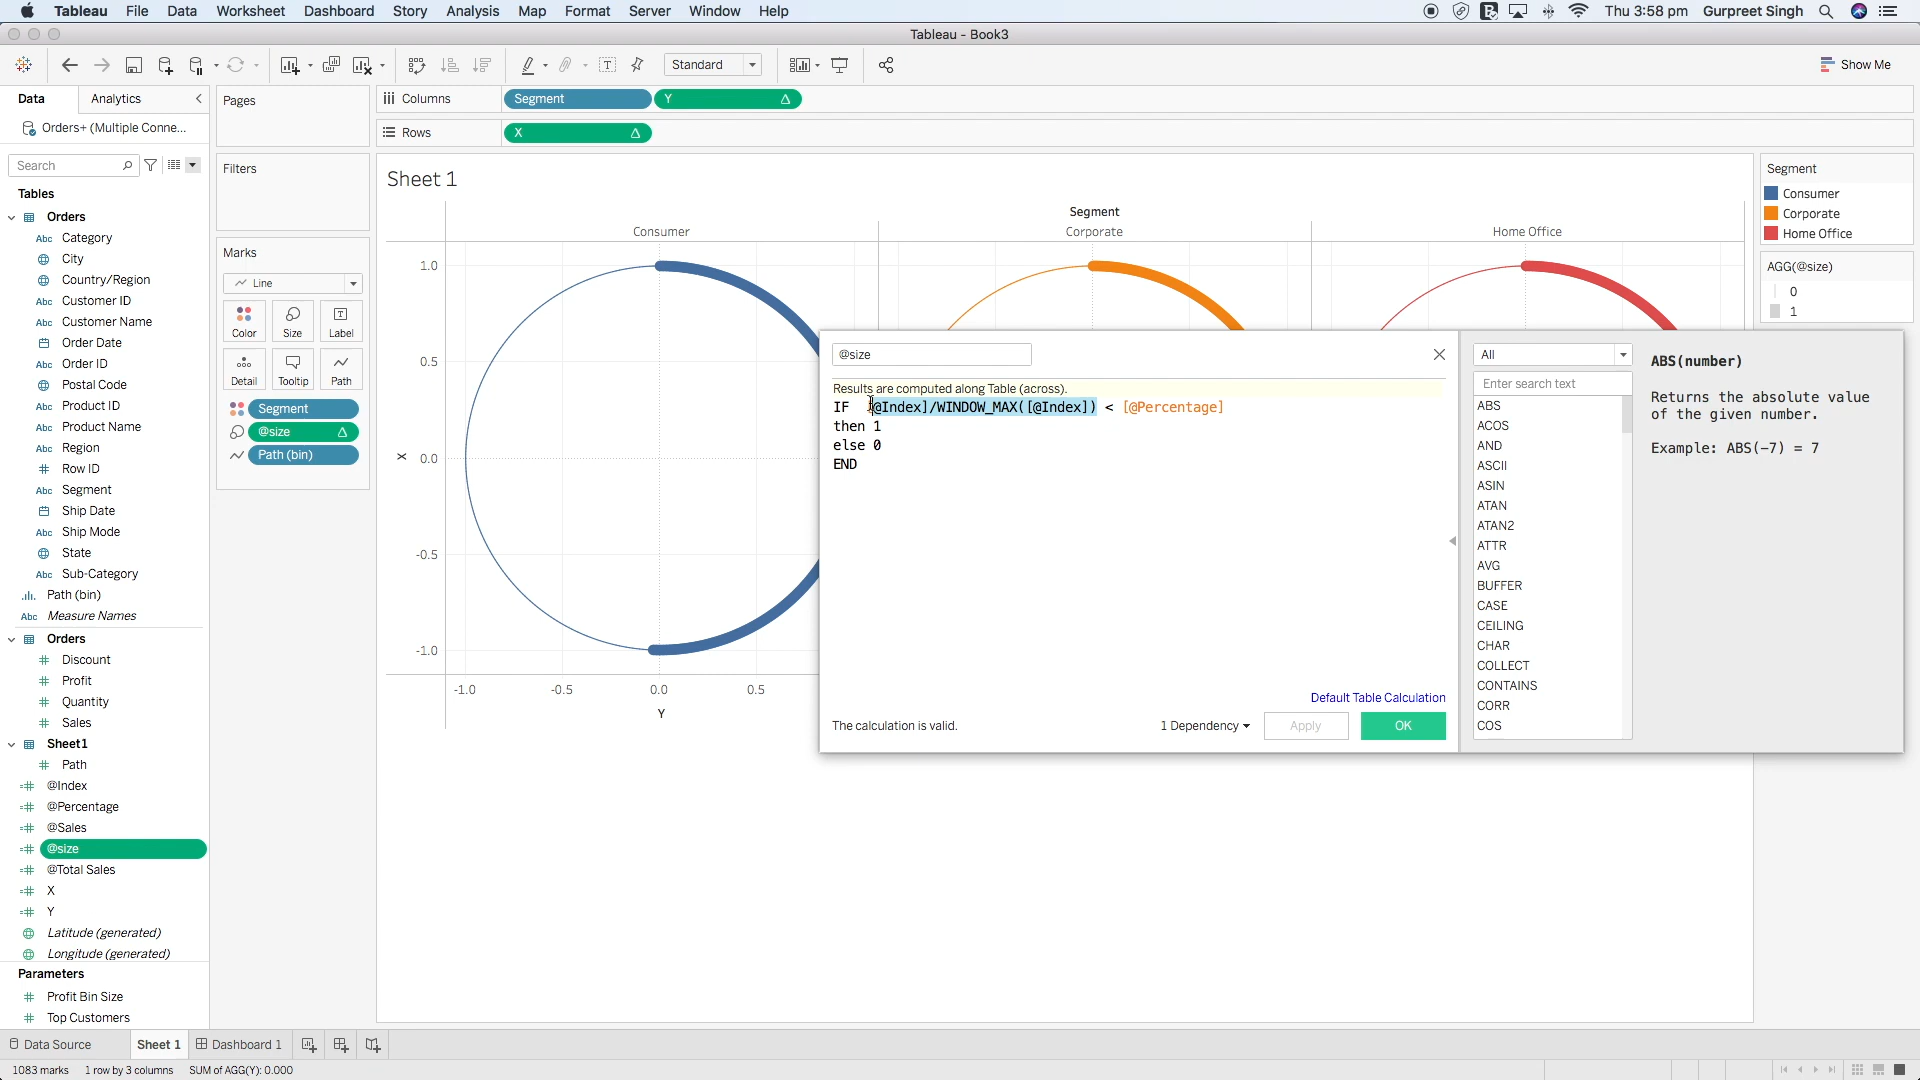 Tableau File Data Worksheet Dashboard Story Analysis Map Format Server Window Help Thu 3:58 pm Gurpreet Singh
Tableau - Book3
Standard Show Me
Data Analytics
Orders+ (Multiple Conne...
Search
Tables
Orders
Abc Category
City
Country/Region
Abc Customer ID
Abc Customer Name
Order Date
Abc Order ID
Postal Code
Abc Product ID
Abc Product Name
Abc Region
Row ID
Abc Segment
Ship Date
Abc Ship Mode
State
Abc Sub-Category
Path (bin)
Abc Measure Names
Orders
Discount
Profit
Quantity
Sales
Sheet1
Path
@Index
@Percentage
@Sales
@size
@Total Sales
X
Y
Latitude (generated)
Longitude (generated)
Parameters
Profit Bin Size
Top Customers
Pages
Filters
Marks
Line
Color Size Label
Detail Tooltip Path
Segment
@size
Path (bin)
Columns Segment Y
Rows X
Sheet 1
Segment
Consumer Corporate Home Office
1.0
0.5
0.0
-0.5
-1.0
X
-1.0 -0.5 0.0 0.5
Y
Segment
Consumer
Corporate
Home Office
AGG(@size)
0
1
@size
Results are computed along Table (across).
IF [@Index]/WINDOW_MAX([@Index]) < [@Percentage]
then 1
else 0
END
Default Table Calculation
The calculation is valid. 1 Dependency Apply OK
All
Enter search text
ABS
ACOS
AND
ASCII
ASIN
ATAN
ATAN2
ATTR
AVG
BUFFER
CASE
CEILING
CHAR
COLLECT
CONTAINS
CORR
COS
ABS(number)
Returns the absolute value
of the given number.
Example: ABS(-7) = 7
Data Source Sheet 1 Dashboard 1
1083 marks 1 row by 3 columns SUM of AGG(Y): 0.000